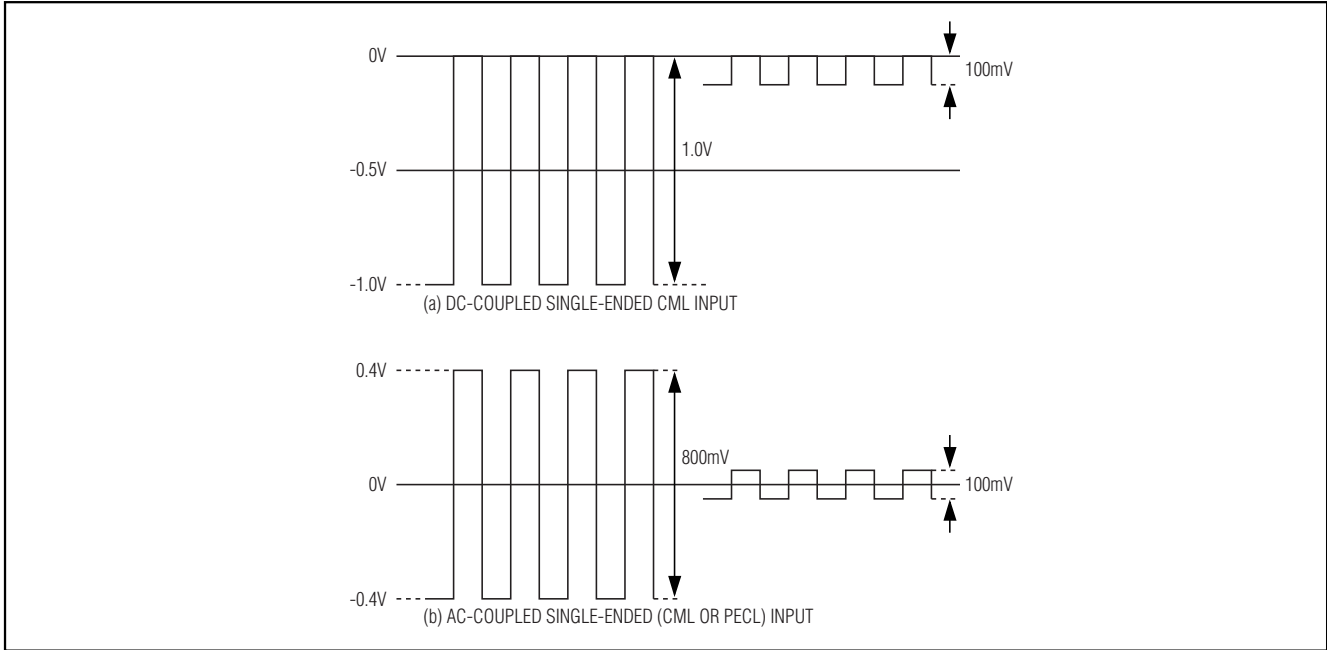 0V
100mV
1.0V
-0.5V
-1.0V
(a) DC-COUPLED SINGLE-ENDED CML INPUT
0.4V
800mV
0V
100mV
-0.4V
(b) AC-COUPLED SINGLE-ENDED (CML OR PECL) INPUT